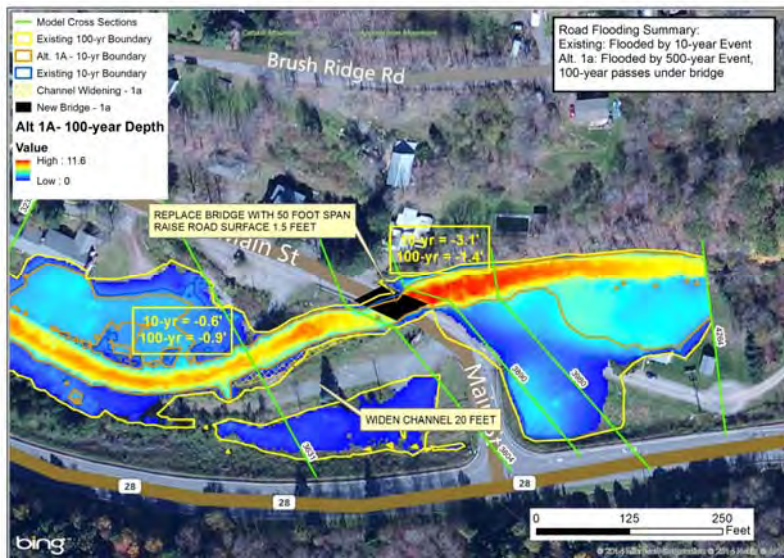 Model Cross Sections
Existing 100-yr Boundary
Alt. 1A - 10-yr Boundary
Existing 10-yr Boundary
Channel Widening - 1a
New Bridge - 1a
Alt 1A- 100-year Depth
Value
High : 11.6
Low : 0
Road Flooding Summary:
Existing: Flooded by 10-year Event
Alt. 1a: Flooded by 500-year Event,
100-year passes under bridge
Brush Ridge Rd
REPLACE BRIDGE WITH 50 FOOT SPAN
RAISE ROAD SURFACE 1.5 FEET
Main St
10-yr = -3.1'
100-yr = -1.4'
10-yr = -0.6'
100-yr = -0.9'
WIDEN CHANNEL 20 FEET
28
28
28
0 125 250
Feet
bing